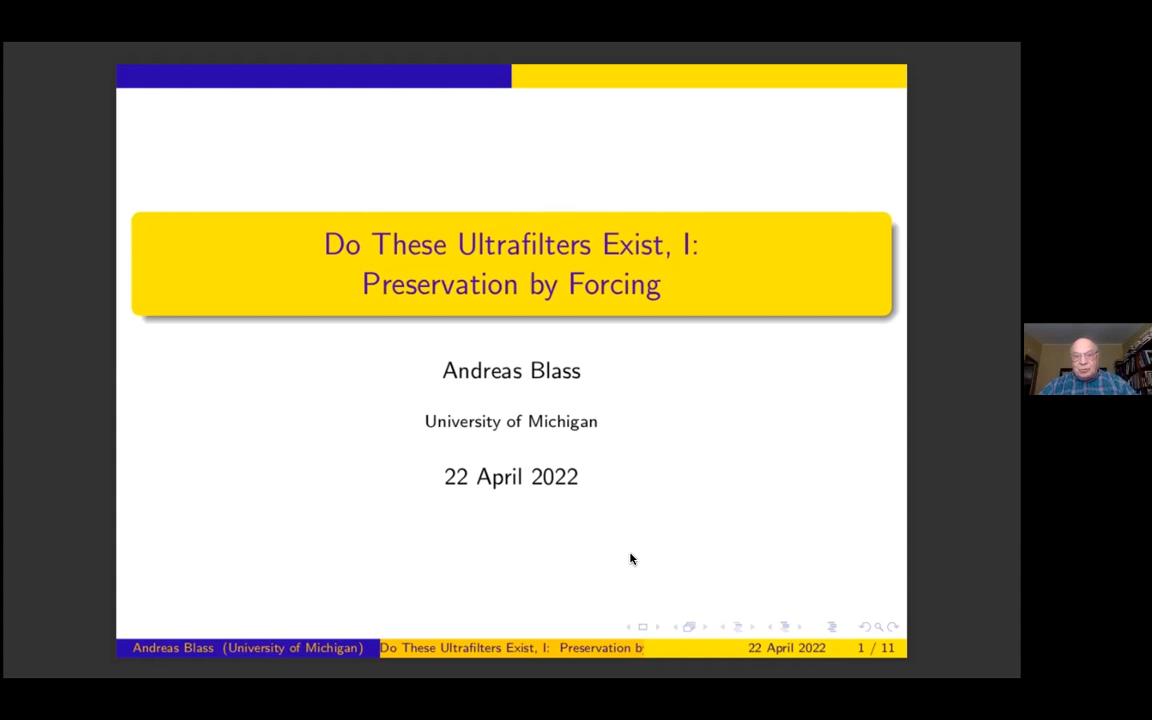 Do These Ultrafilters Exist, I:
Preservation by Forcing
Andreas Blass
University of Michigan
22 April 2022
Andreas Blass (University of Michigan)
Do These Ultrafilters Exist, I: Preservation by
22 April 2022
1 / 11